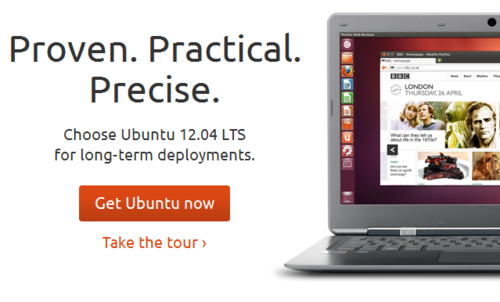 Proven. Practical.
Precise.
Choose Ubuntu 12.04 LTS
for long-term deployments.
Get Ubuntu now
Take the tour ›
BBC
LONDON
THURSDAY, 26 APRIL
What can they tell us
about life in the 1970s?